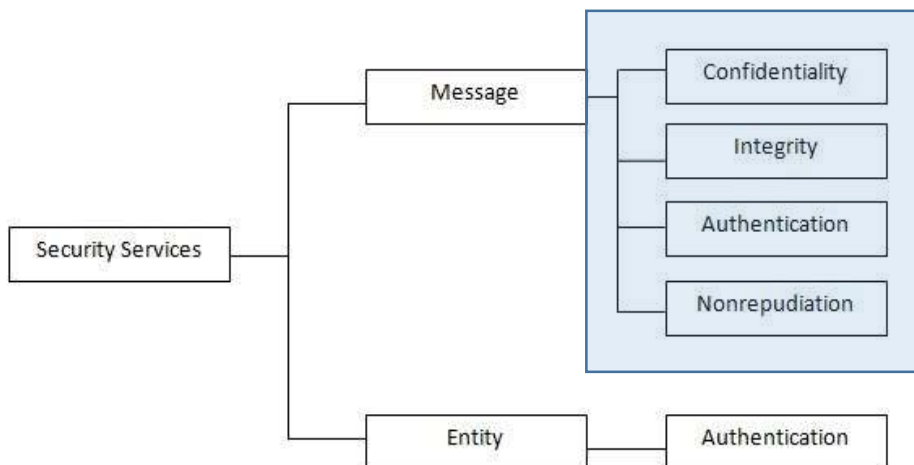 Message
Confidentiality
Integrity
Authentication
Nonrepudiation
Security Services
Entity
Authentication